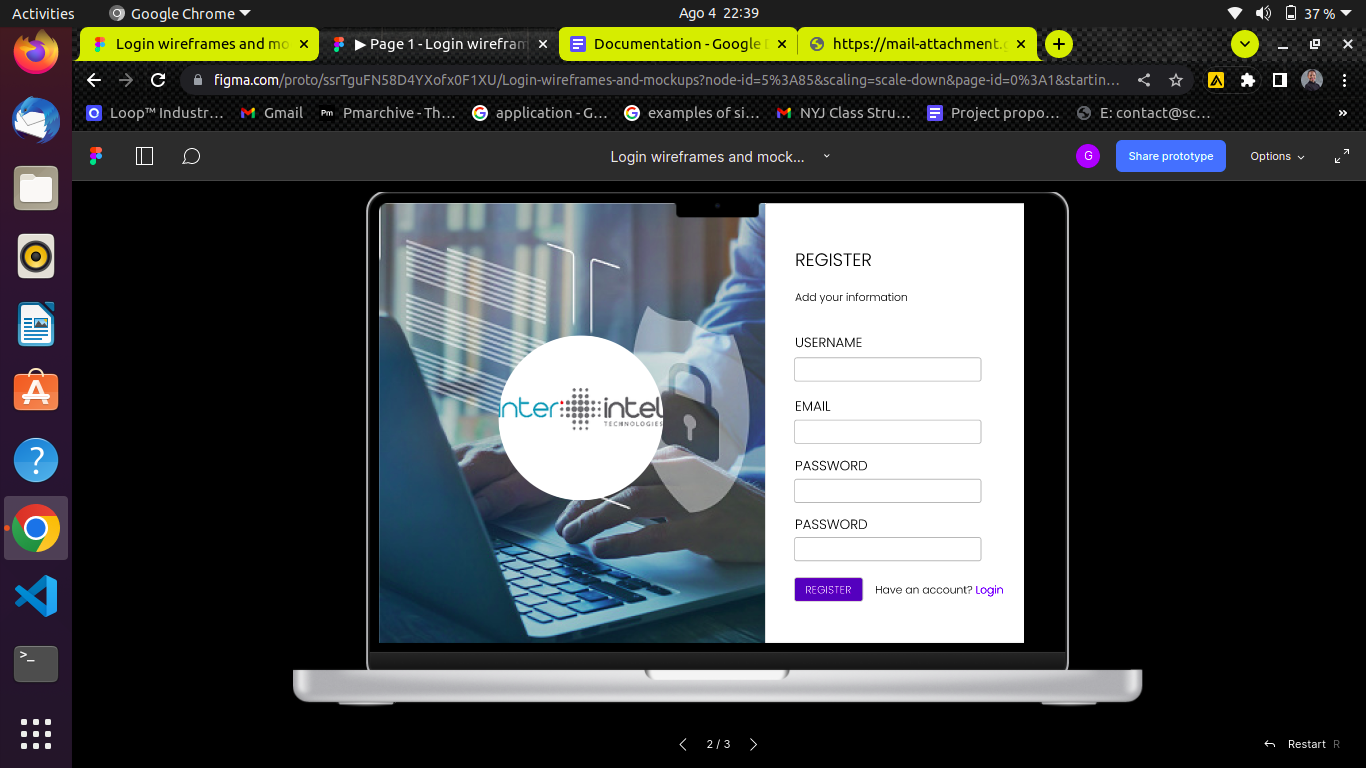 Activities
Google Chrome
Ago 4 22:39
37 %
Login wireframes and mo
▶ Page 1 - Login wirefran
Documentation - Google D
https://mail-attachment.g
figma.com/proto/ssrTguFN58D4YXofx0F1XU/Login-wireframes-and-mockups?node-id=5%3A85&scaling=scale-down&page-id=0%3A1&startin...
Loop™ Industr...
Gmail
Pm
Pmarchive - Th...
application - G...
examples of si...
NYJ Class Stru...
Project propo...
E: contact@sc...
»
Login wireframes and mock...
G
Share prototype
Options
REGISTER
Add your information
USERNAME
EMAIL
PASSWORD
PASSWORD
REGISTER
Have an account? Login
nter intel
TECHNOLOGIES
2 / 3
Restart R